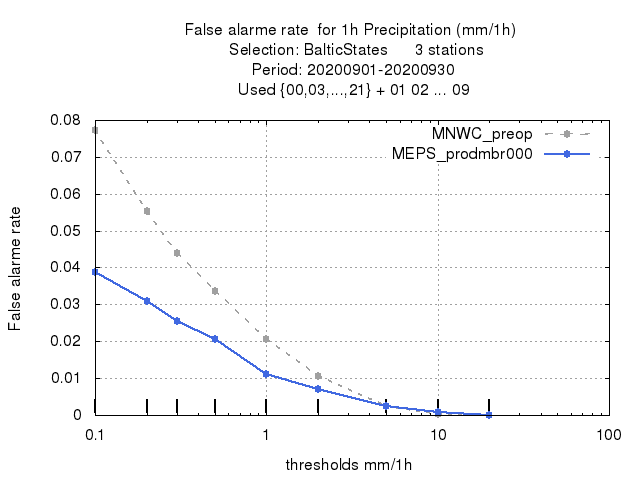 False alarme rate for 1h Precipitation (mm/1h)
Selection: BalticStates 3 stations
Period: 20200901-20200930
Used {00,03,...,21} + 01 02 ... 09
MNWC_preop
MEPS_prodmbr000
False alarme rate
0.08
0.07
0.06
0.05
0.04
0.03
0.02
0.01
0
0.1 1 10 100
thresholds mm/1h